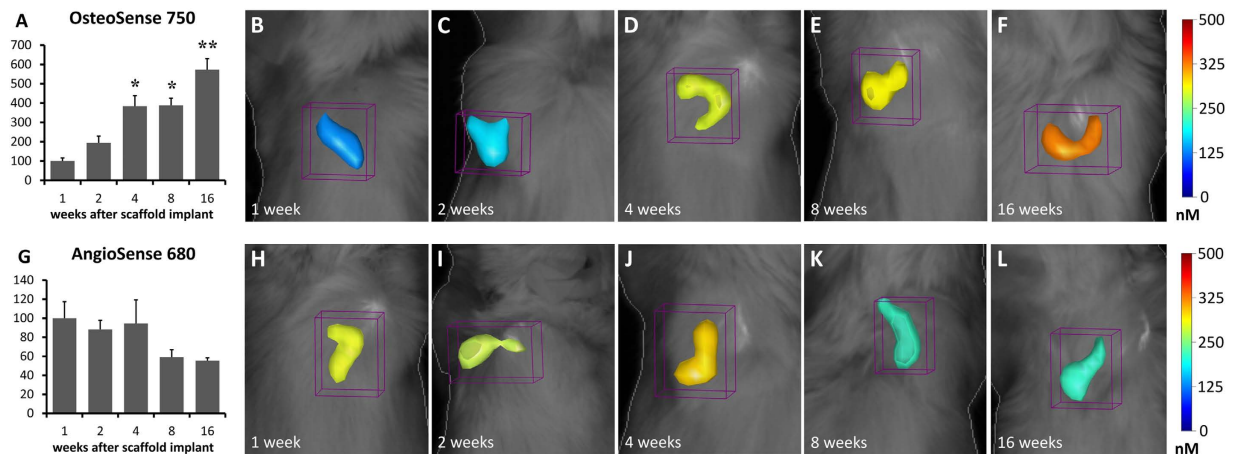 A
OsteoSense 750
700
600
500
400
300
200
100
0
* * **
1 2 4 8 16
weeks after scaffold implant
B
1 week
C
2 weeks
D
4 weeks
E
8 weeks
F
16 weeks
500
325
250
125
0
nM
G
AngioSense 680
140
120
100
80
60
40
20
0
1 2 4 8 16
weeks after scaffold implant
H
1 week
I
2 weeks
J
4 weeks
K
8 weeks
L
16 weeks
500
325
250
125
0
nM